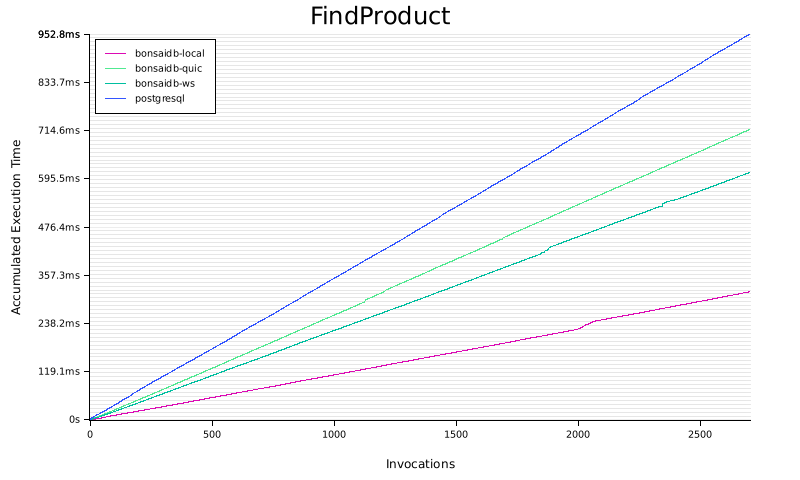 FindProduct
952.8ms
833.7ms
714.6ms
595.5ms
476.4ms
357.3ms
238.2ms
119.1ms
0s
Accumulated Execution Time
bonsaidb-local
bonsaidb-quic
bonsaidb-ws
postgresql
0 500 1000 1500 2000 2500
Invocations